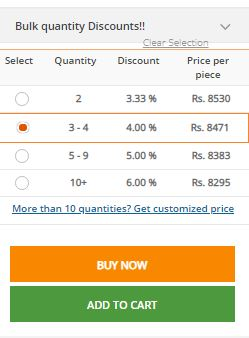 Bulk quantity Discounts!!
Clear Selection
Select Quantity Discount Price per piece
2 3.33 % Rs. 8530
3 - 4 4.00 % Rs. 8471
5 - 9 5.00 % Rs. 8383
10+ 6.00 % Rs. 8295
More than 10 quantities? Get customized price
BUY NOW
ADD TO CART